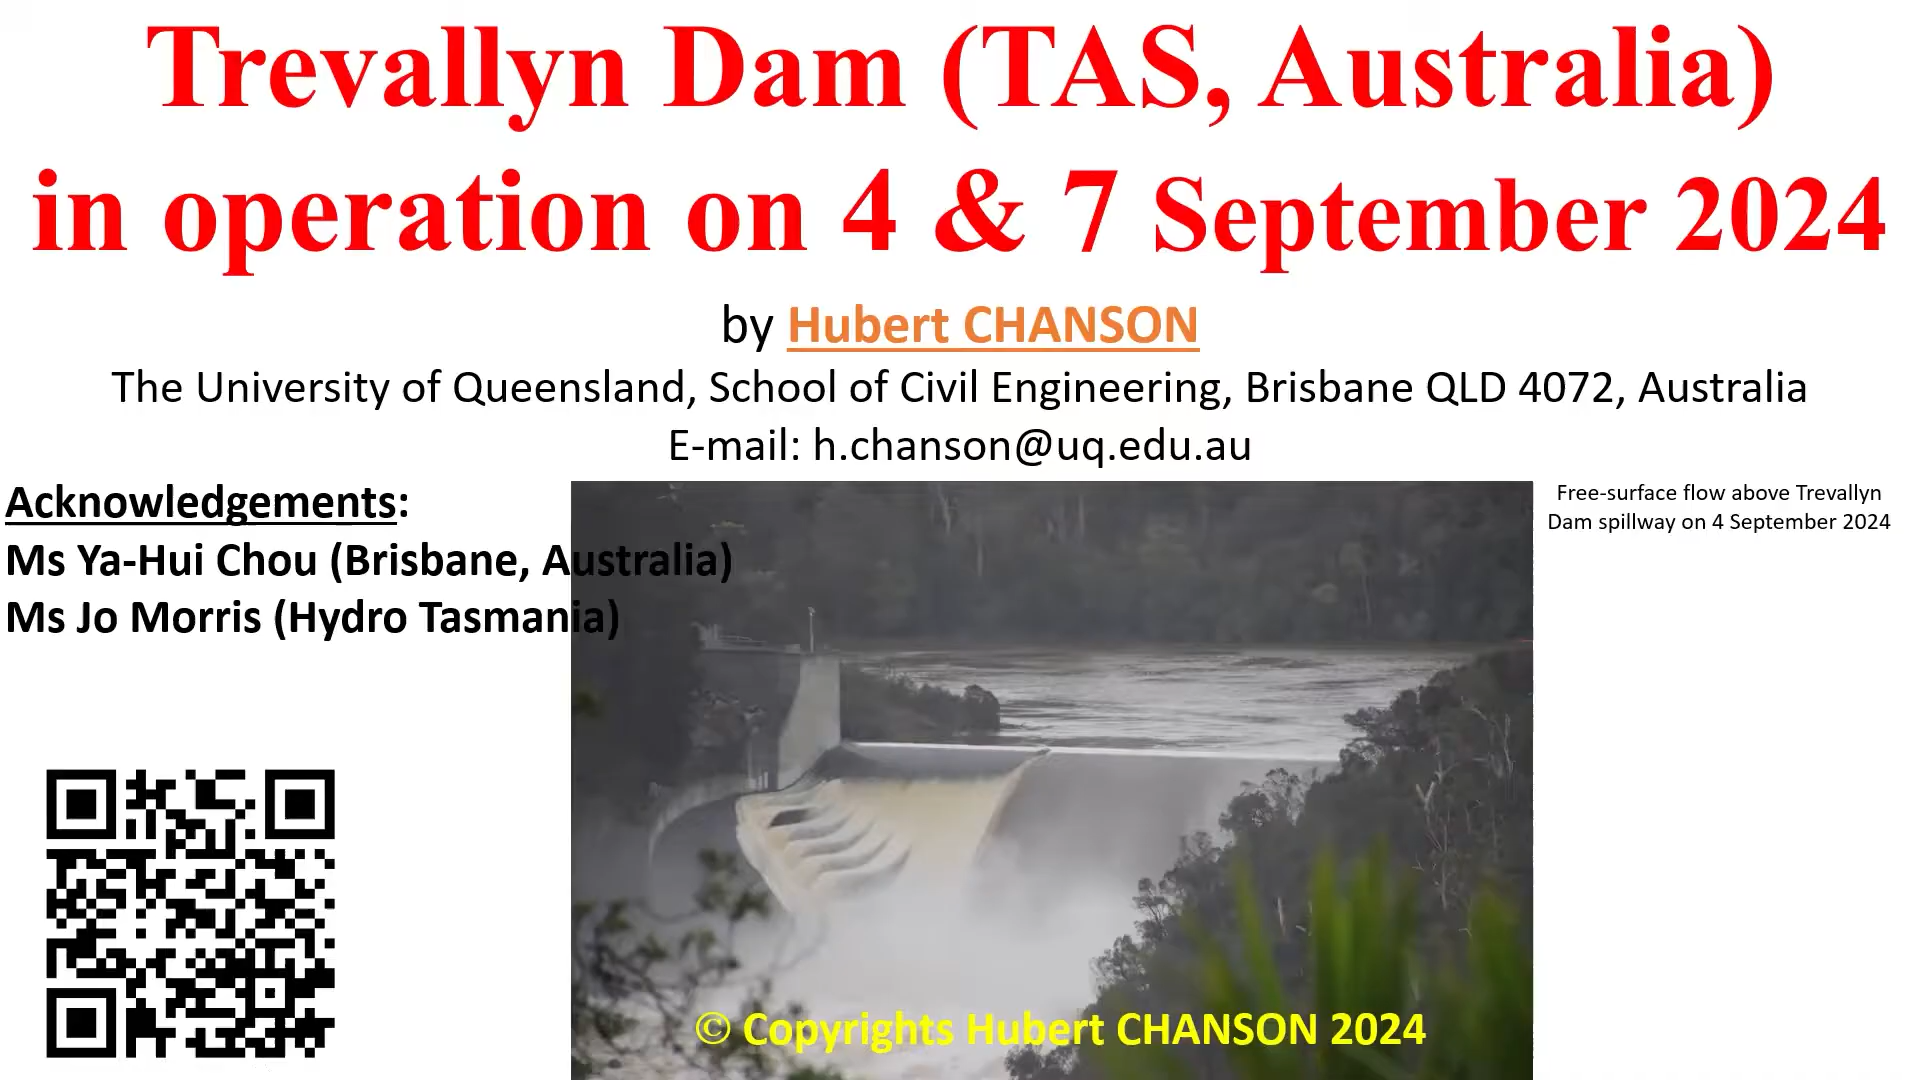 Trevallyn Dam (TAS, Australia)
in operation on 4 & 7 September 2024
by Hubert CHANSON
The University of Queensland, School of Civil Engineering, Brisbane QLD 4072, Australia
E-mail: h.chanson@uq.edu.au
Acknowledgements:
Ms Ya-Hui Chou (Brisbane, Australia)
Ms Jo Morris (Hydro Tasmania)
Free-surface flow above Trevallyn
Dam spillway on 4 September 2024
© Copyrights Hubert CHANSON 2024